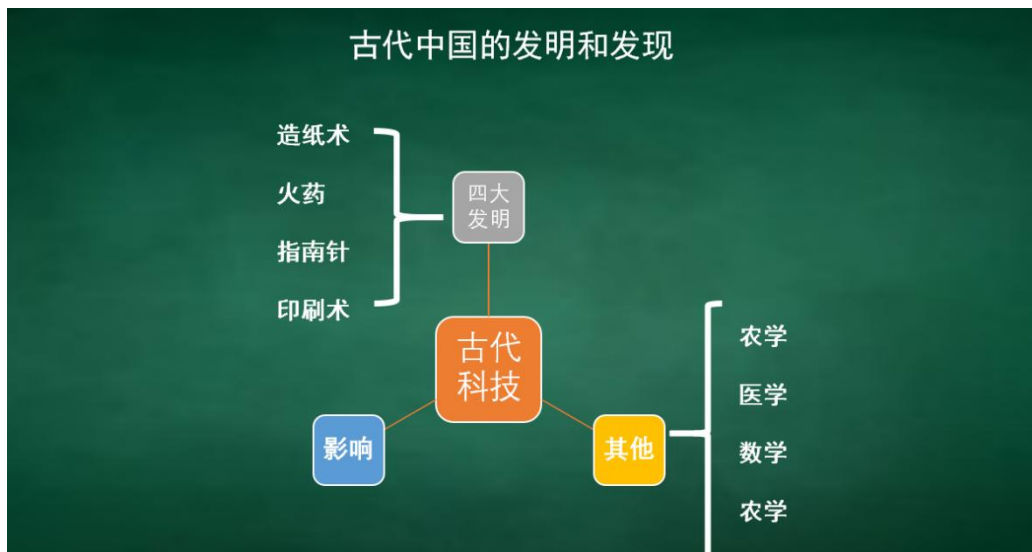 古代中国的发明和发现
造纸术
火药
指南针
印刷术
四大
发明
古代
科技
影响
其他
农学
医学
数学
农学